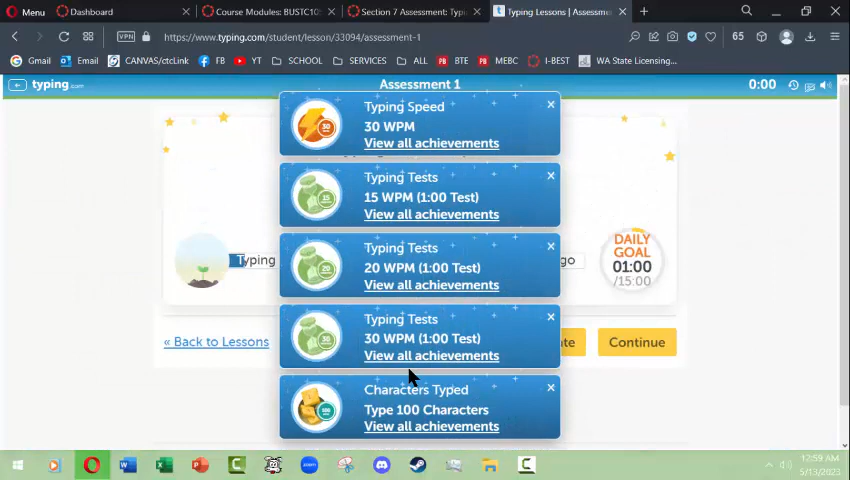 Menu
Dashboard
Course Modules: BUSTC105
Section 7 Assessment: Typi
Typing Lessons | Assessme
VPN
https://www.typing.com/student/lesson/33094/assessment-1
65
Gmail
Email
CANVAS/ctcLink
FB
YT
SCHOOL
SERVICES
ALL
BTE
MEBC
I-BEST
WA State Licensing...
typing.com
Assessment 1
0:00
Typing Speed
30 WPM
View all achievements
Typing Tests
15 WPM (1:00 Test)
View all achievements
Typing Tests
20 WPM (1:00 Test)
View all achievements
Typing Tests
30 WPM (1:00 Test)
View all achievements
Characters Typed
Type 100 Characters
View all achievements
Typing
go
DAILY
GOAL
01:00
/15:00
« Back to Lessons
Continue
12:59 AM
5/13/2023